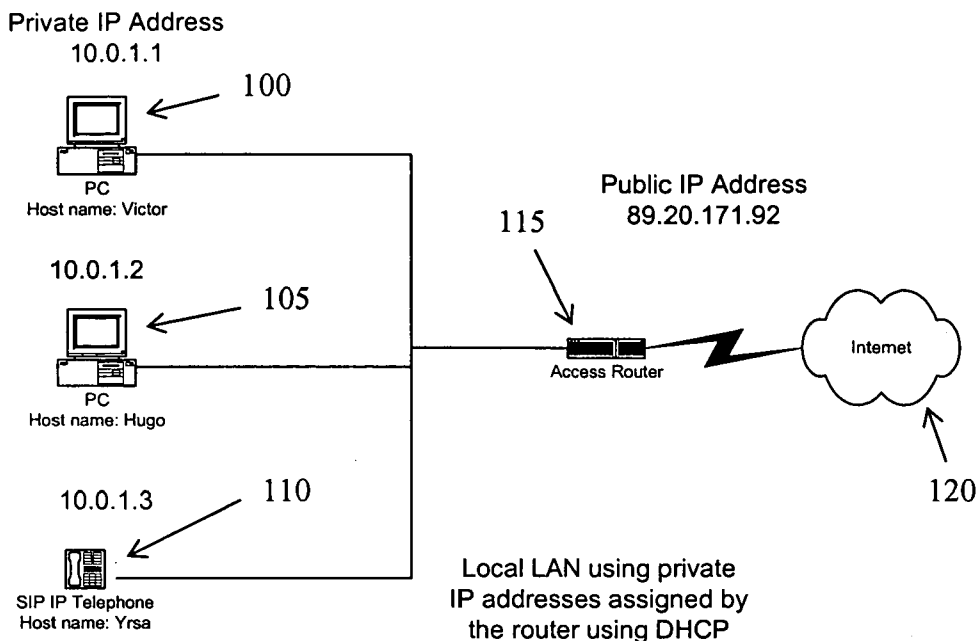 Private IP Address
10.0.1.1
100
PC
Host name: Victor
Public IP Address
89.20.171.92
115
10.0.1.2
105
PC
Host name: Hugo
Access Router
Internet
120
10.0.1.3
110
SIP IP Telephone
Host name: Yrsa
Local LAN using private
IP addresses assigned by
the router using DHCP